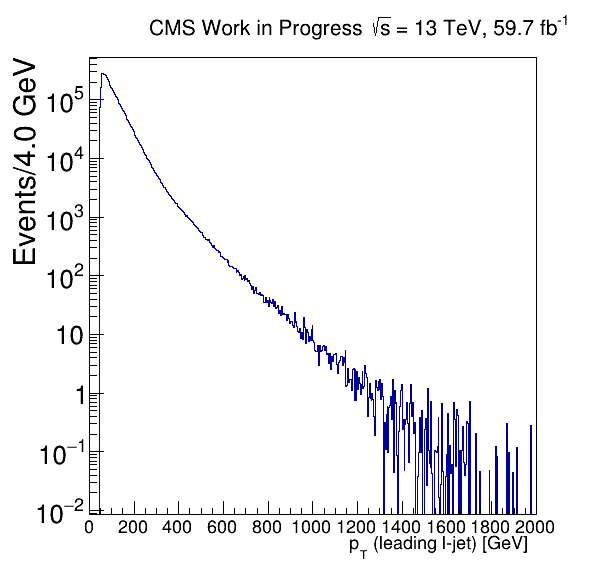 CMS Work in Progress √s = 13 TeV, 59.7 fb⁻¹
Events/4.0 GeV
10⁵
10⁴
10³
10²
10
1
10⁻¹
10⁻²
0 200 400 600 800 1000 1200 1400 1600 1800 2000
p_T (leading l-jet) [GeV]